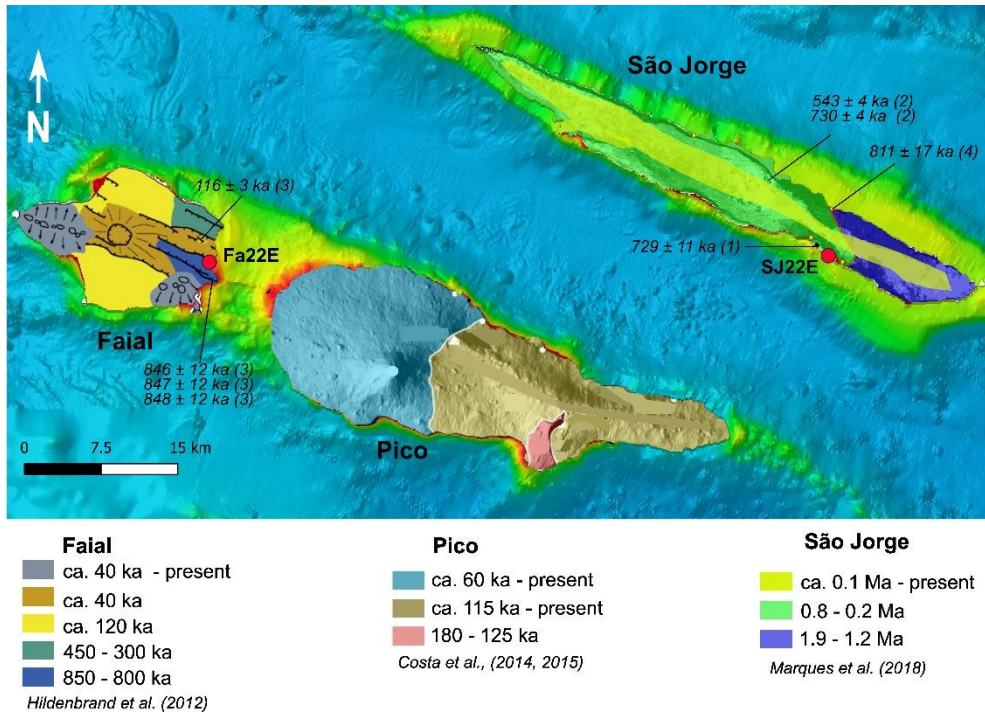 São Jorge
543 ± 4 ka (2)
730 ± 4 ka (2)
811 ± 17 ka (4)
N
116 ± 3 ka (3)
Fa22E
729 ± 11 ka (1)
SJ22E
Faial
846 ± 12 ka (3)
847 ± 12 ka (3)
848 ± 12 ka (3)
Pico
0 7.5 15 km
Faial
ca. 40 ka - present
ca. 40 ka
ca. 120 ka
450 - 300 ka
850 - 800 ka
Hildenbrand et al. (2012)
Pico
ca. 60 ka - present
ca. 115 ka - present
180 - 125 ka
Costa et al., (2014, 2015)
São Jorge
ca. 0.1 Ma - present
0.8 - 0.2 Ma
1.9 - 1.2 Ma
Marques et al. (2018)